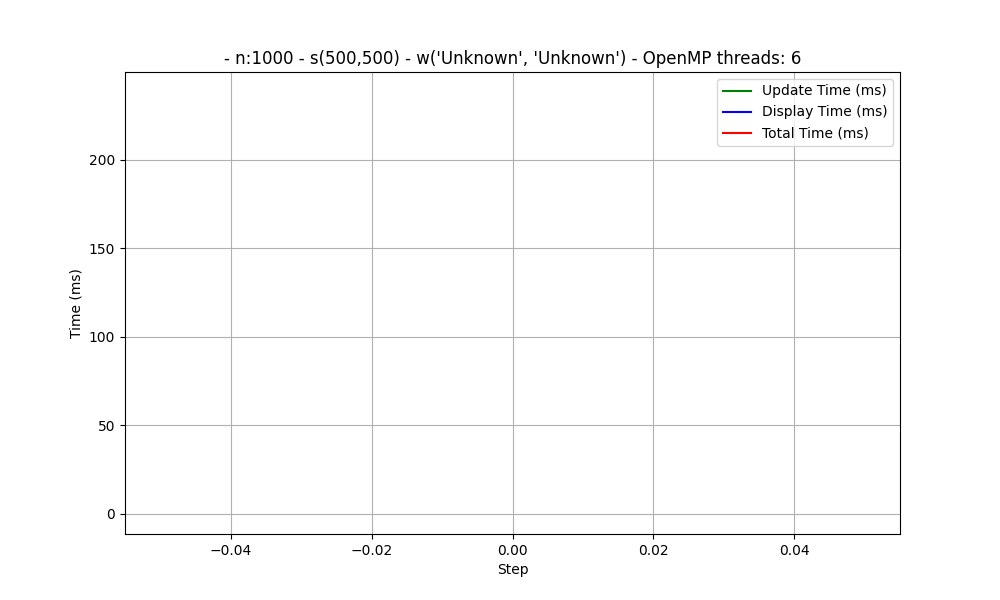 - n:1000 - s(500,500) - w('Unknown', 'Unknown') - OpenMP threads: 6
Update Time (ms)
Display Time (ms)
Total Time (ms)
200
150
100
50
0
Time (ms)
−0.04
−0.02
0.00
0.02
0.04
Step